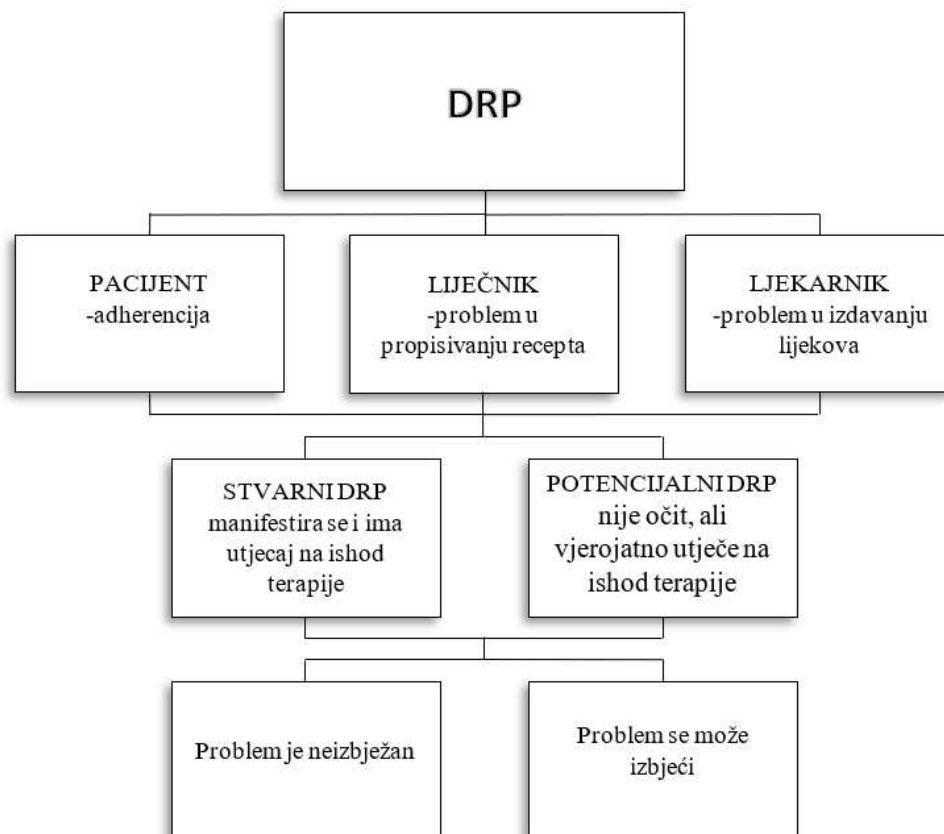 DRP
PACIJENT
-adherencija
LIJEČNIK
-problem u
propisivanju recepta
LJEKARNIK
-problem u izdavanju
lijekova
STVARNI DRP
manifestira se i ima
utjecaj na ishod
terapije
POTENCIJALNI DRP
nije očit, ali
vjerojatno utječe na
ishod terapije
Problem je neizbježan
Problem se može
izbjeći